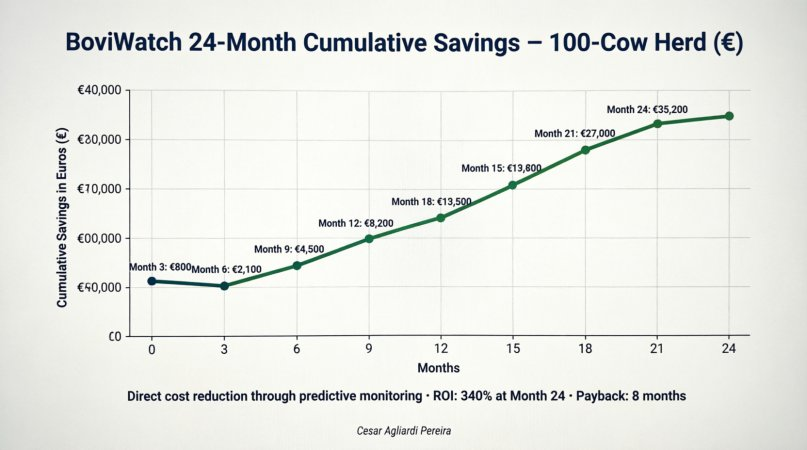 BoviWatch 24-Month Cumulative Savings – 100-Cow Herd (€)
Cumulative Savings in Euros (€)
€40,000
€30,000
€10,000
€00,000
€40,000
£0
Month 3: €800
Month 6: €2,100
Month 9: €4,500
Month 12: €8,200
Month 18: €13,500
Month 15: €13,600
Month 21: €27,000
Month 24: €35,200
0 3 6 9 12 15 18 21 24
Months
Direct cost reduction through predictive monitoring · ROI: 340% at Month 24 · Payback: 8 months
Cesar Agliardi Pereira